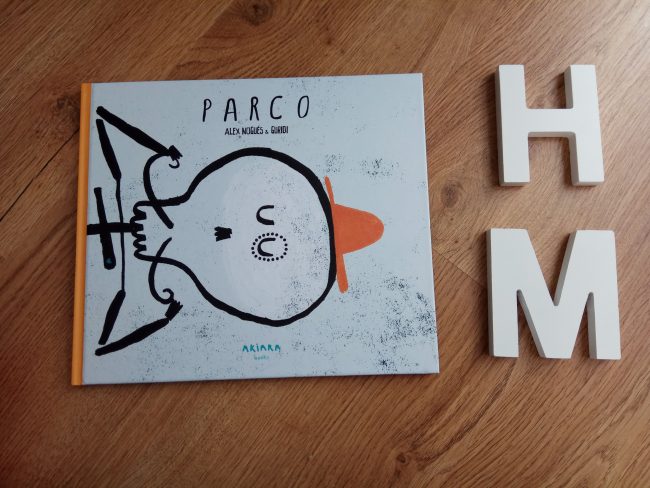 PARCO
ALEX NOGUÉS & GURIDI
AKIARA
books
H
M